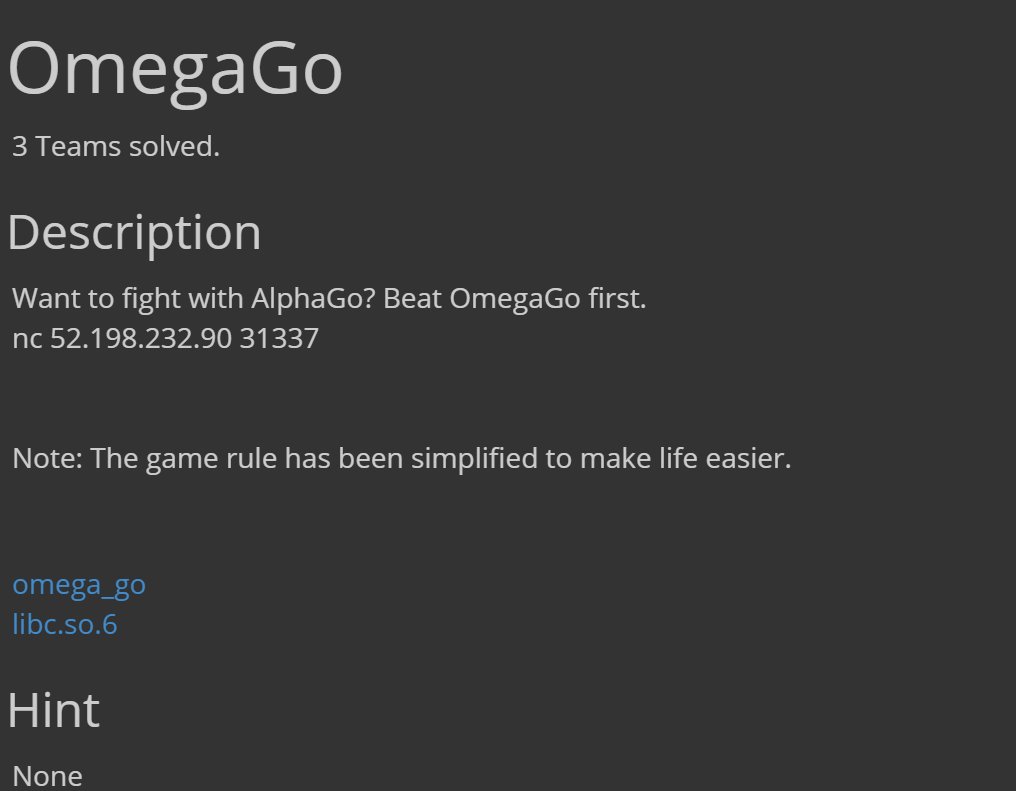 OmegaGo
3 Teams solved.
Description
Want to fight with AlphaGo? Beat OmegaGo first.
nc 52.198.232.90 31337
Note: The game rule has been simplified to make life easier.
omega_go
libc.so.6
Hint
None